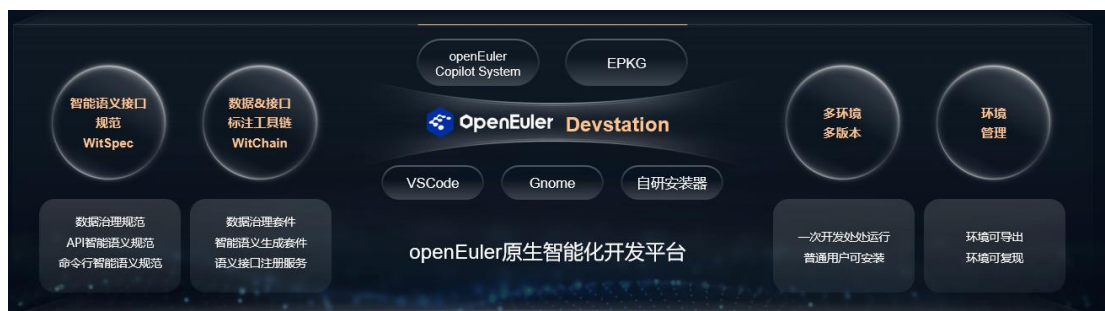 智能语义接口
规范
WitSpec
数据治理规范
API智能语义规范
命令行智能语义规范
数据&接口
标注工具链
WitChain
数据治理套件
智能语义生成套件
语义接口注册服务
openEuler
Copilot System
EPKG
OpenEuler Devstation
VSCode
Gnome
自研安装器
openEuler原生智能化开发平台
多环境
多版本
一次开发处处运行
普通用户可安装
环境
管理
环境可导出
环境可复现